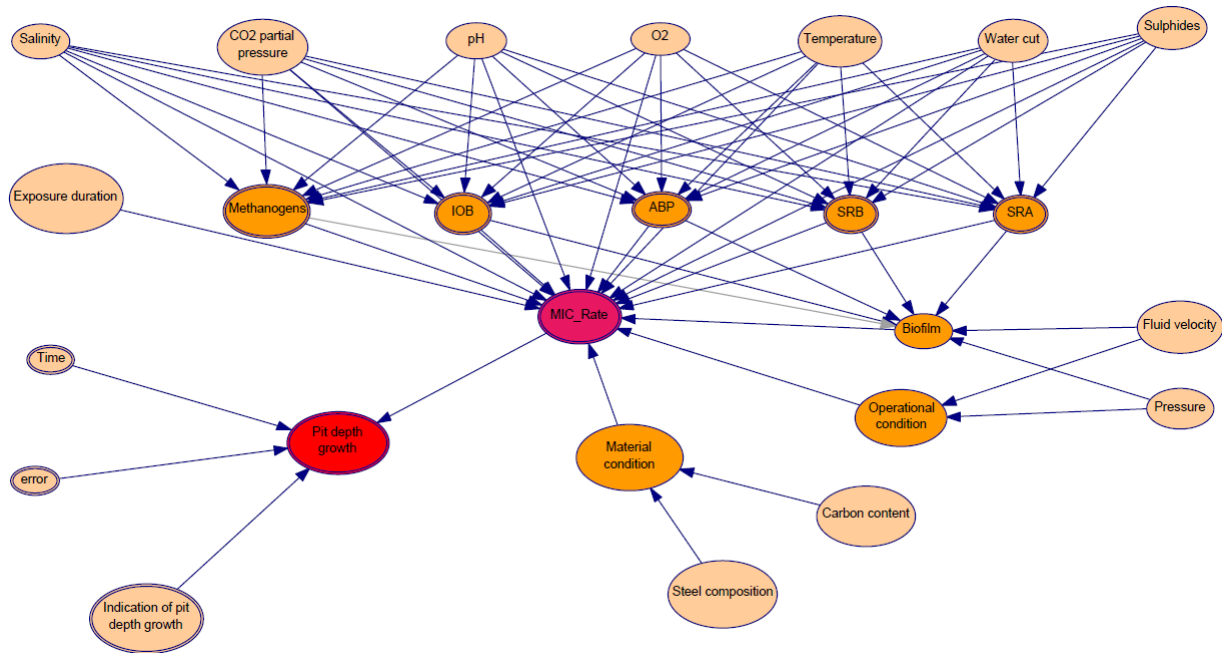 Salinity
CO2 partial
pressure
pH
O2
Temperature
Water cut
Sulphides
Exposure duration
Methanogens
IOB
ABP
SRB
SRA
MIC_Rate
Biofilm
Fluid velocity
Time
Operational
condition
Pressure
Pit depth
growth
Material
condition
error
Carbon content
Steel composition
Indication of pit
depth growth